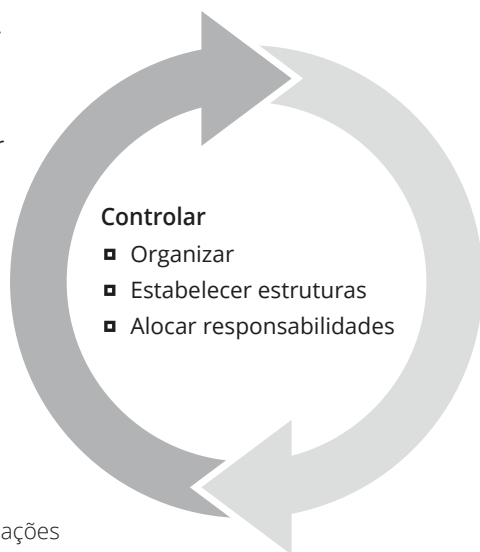 Controlar
Organizar
Estabelecer estruturas
Alocar responsabilidades